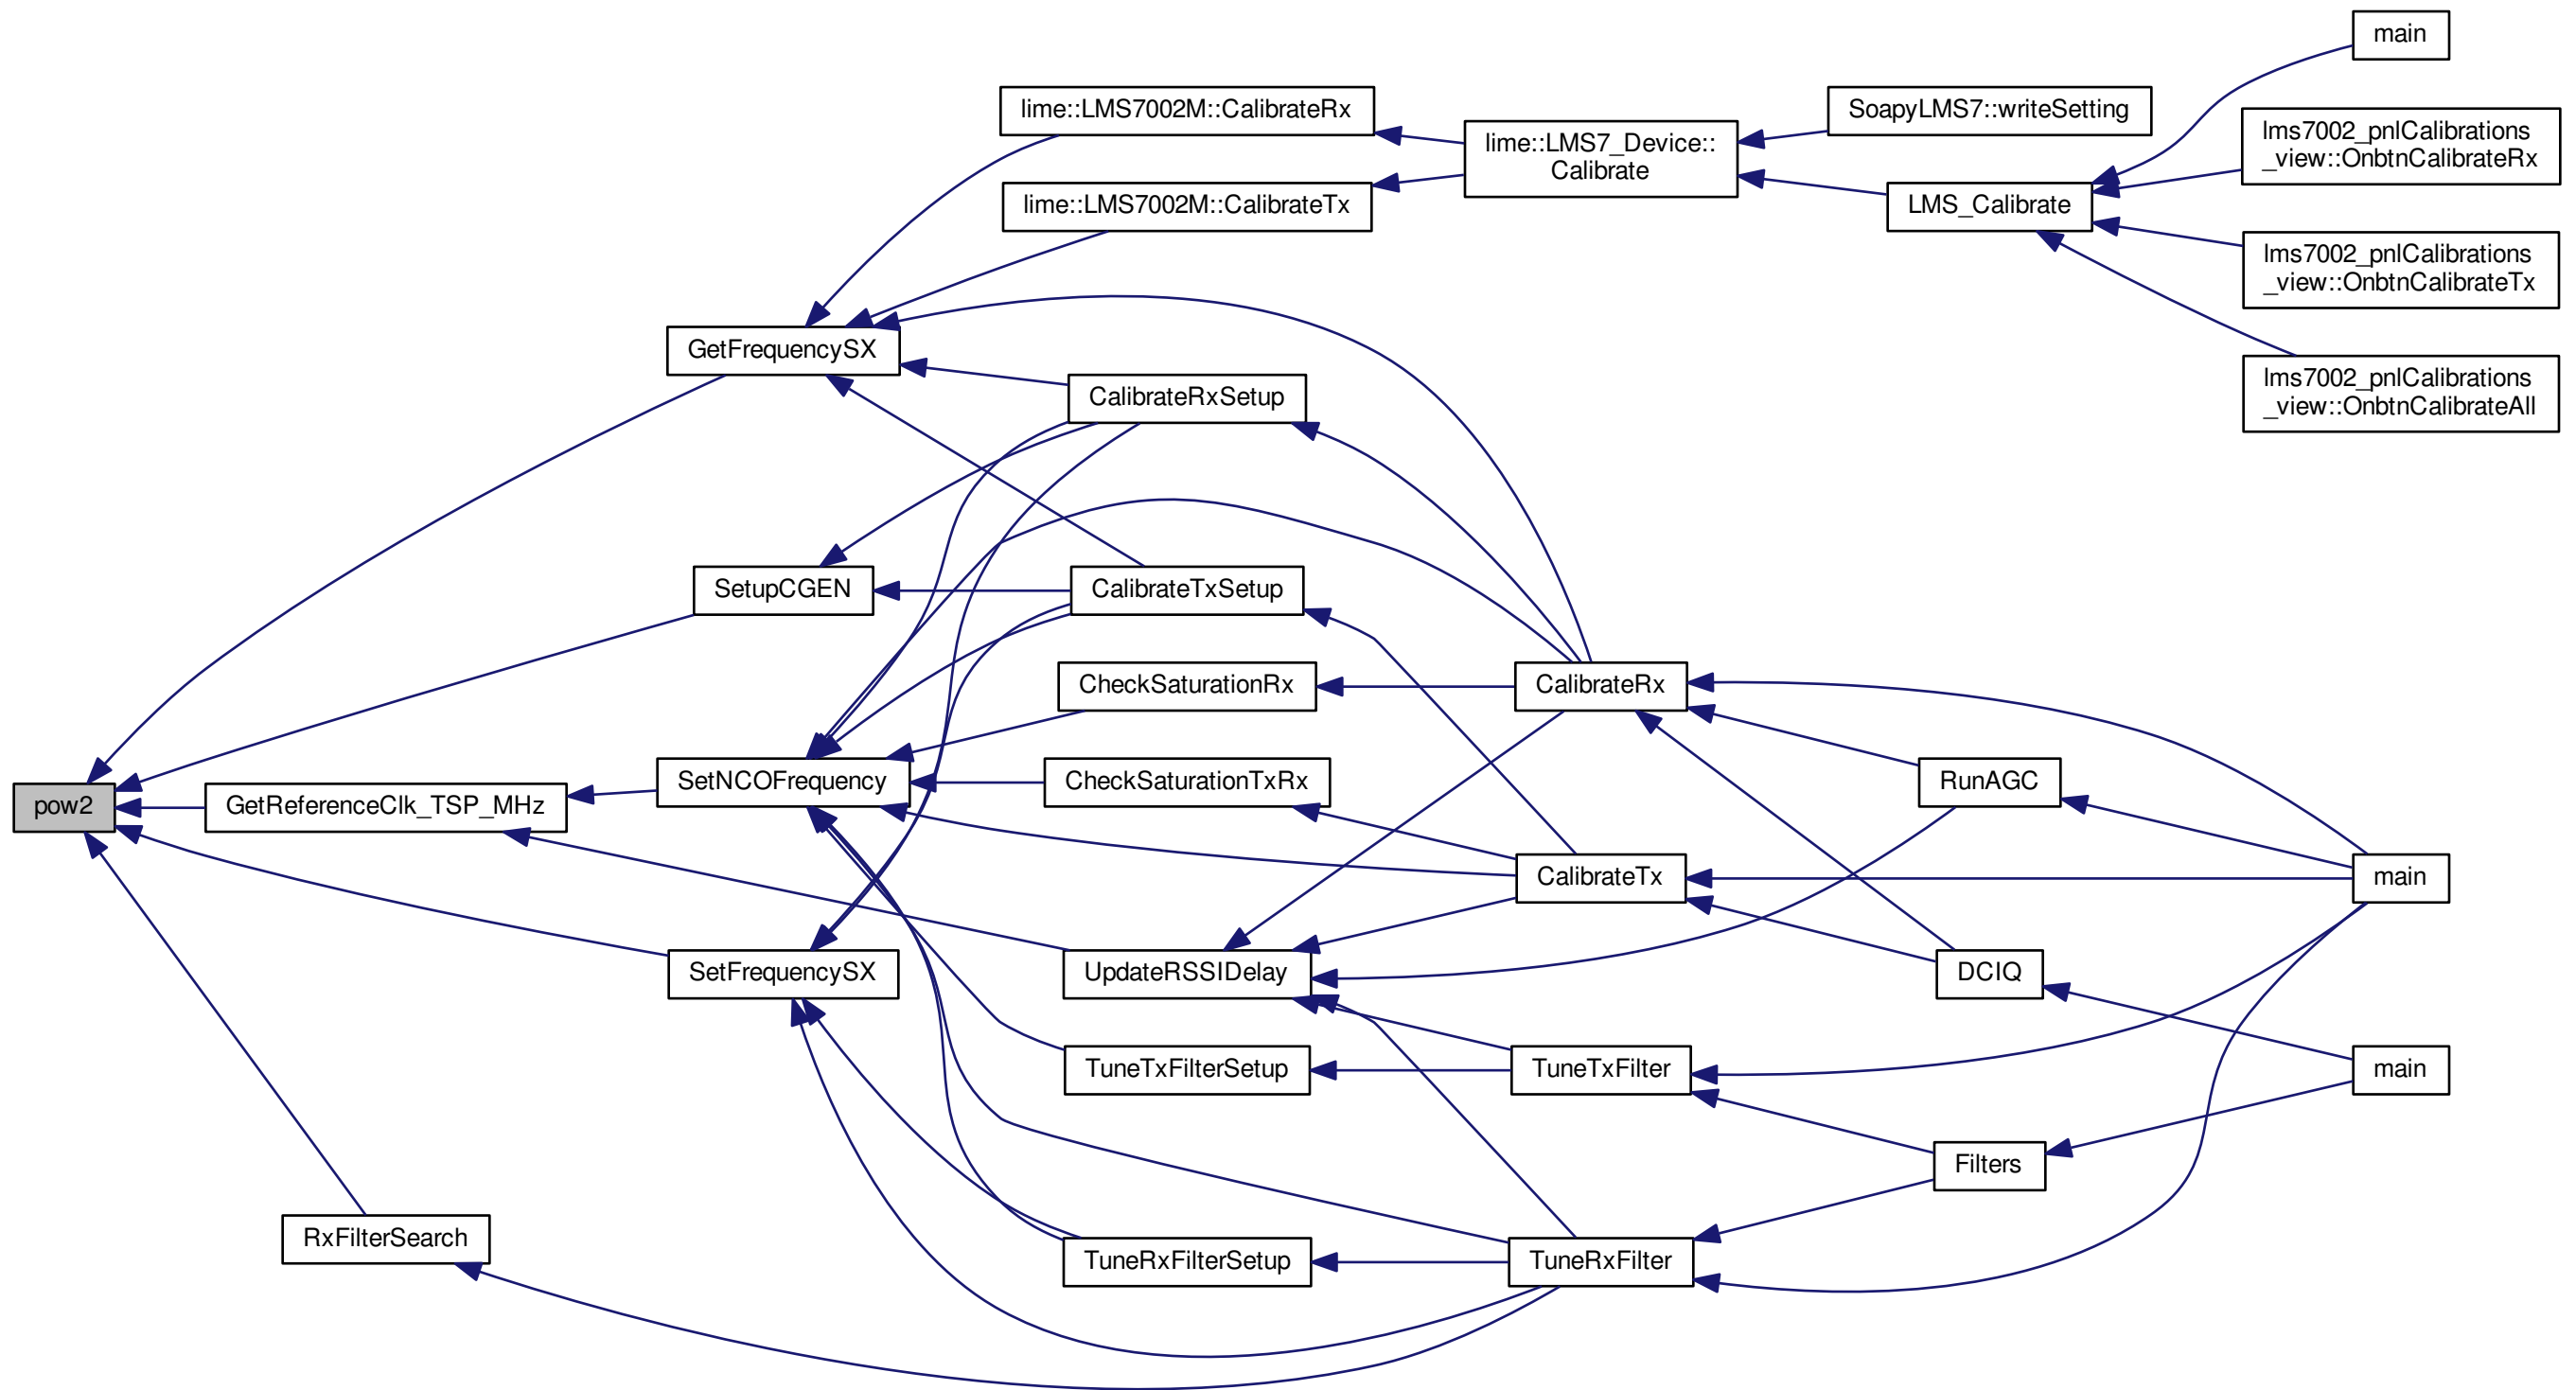 main
lime::LMS7002M::CalibrateRx
SoapyLMS7::writeSetting
lime::LMS7_Device::
Calibrate
lms7002_pnlCalibrations
_view::OnbtnCalibrateRx
lime::LMS7002M::CalibrateTx
LMS_Calibrate
lms7002_pnlCalibrations
_view::OnbtnCalibrateTx
GetFrequencySX
lms7002_pnlCalibrations
_view::OnbtnCalibrateAll
CalibrateRxSetup
SetupCGEN
CalibrateTxSetup
CheckSaturationRx
CalibrateRx
SetNCOFrequency
CheckSaturationTxRx
RunAGC
pow2
GetReferenceClk_TSP_MHz
CalibrateTx
main
SetFrequencySX
UpdateRSSIDelay
DCIQ
TuneTxFilterSetup
TuneTxFilter
main
Filters
RxFilterSearch
TuneRxFilterSetup
TuneRxFilter